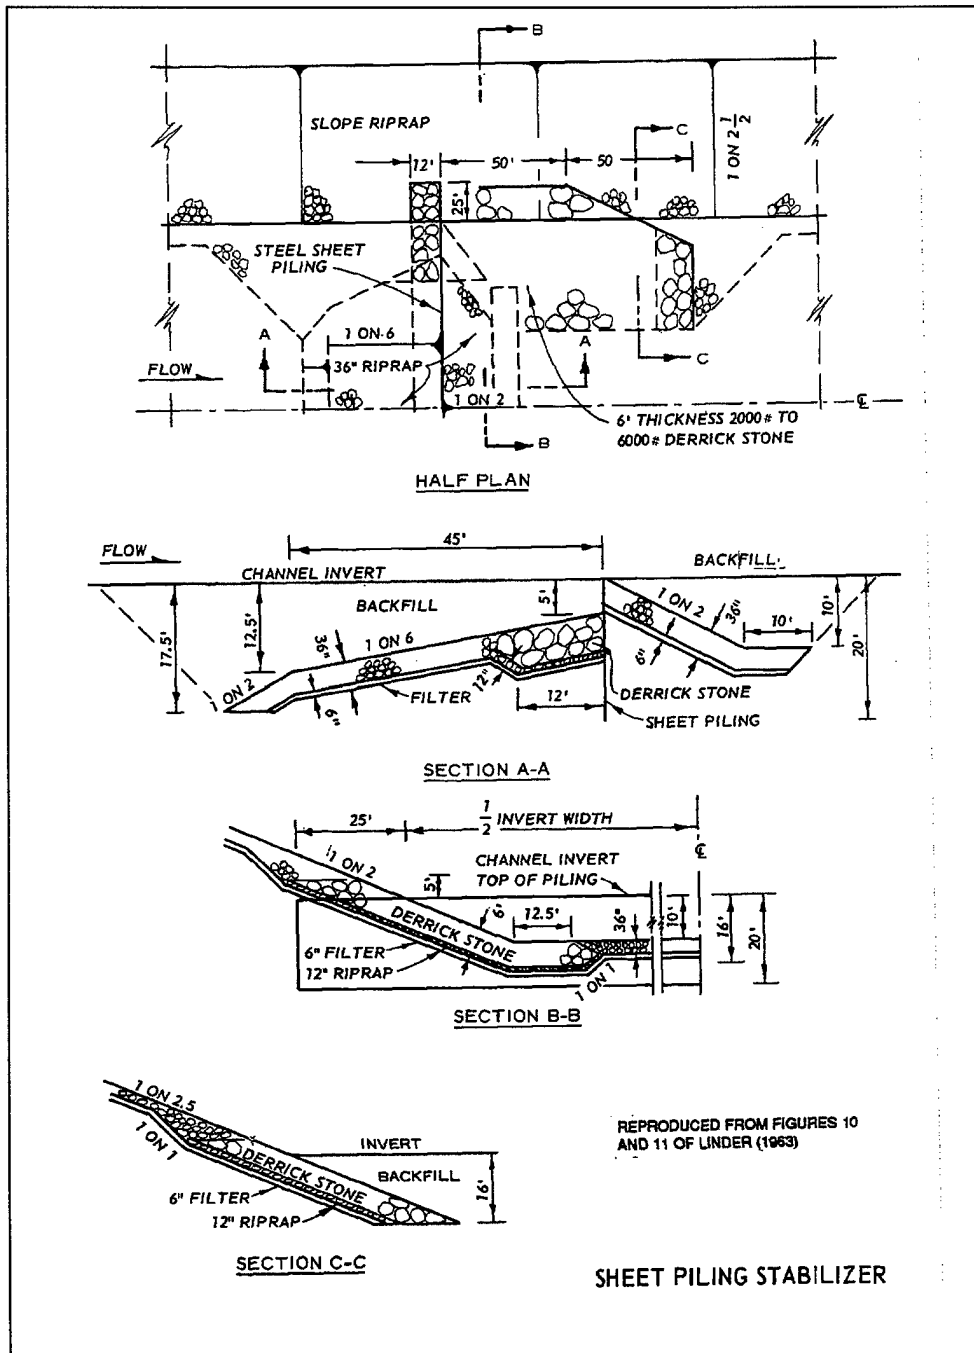 B
SLOPE RIPRAP
C
1 ON 2 1/2
12'
50'
50
25'
STEEL SHEET
PILING
A
1 ON 6
A
36" RIPRAP
C
FLOW
1 ON 2
℄
6' THICKNESS 2000# TO
6000# DERRICK STONE
B
HALF PLAN
45'
FLOW
BACKFILL
CHANNEL INVERT
BACKFILL
5'
1 ON 2
36"
10'
10'
20'
17.5'
12.5'
36"
1 ON 6
6"
ON 2
FILTER
12"
12'
DERRICK STONE
6"
SHEET PILING
SECTION A-A
25'
1/2 INVERT WIDTH
℄
1 ON 2
CHANNEL INVERT
TOP OF PILING
5'
6'
12.5'
36"
10'
16'
20'
DERRICK STONE
6" FILTER
12" RIPRAP
1 ON 1
SECTION B-B
1 ON 2.5
1 ON 1
INVERT
DERRICK STONE
BACKFILL
16'
6" FILTER
12" RIPRAP
SECTION C-C
REPRODUCED FROM FIGURES 10
AND 11 OF LINDER (1963)
SHEET PILING STABILIZER